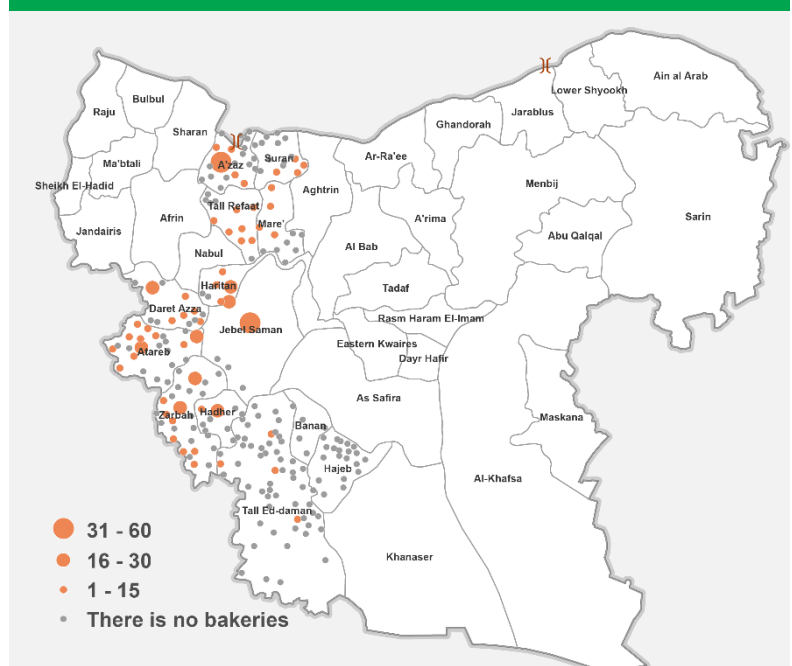 Ain al Arab
Lower Shyookh
Raju
Bulbul
Jarablus
Ghandorah
Sharan
Ar-Ra'ee
Suran
A'zaz
Ma'btali
Menbij
Sheikh El-Hadid
Aghtrin
Tall Refaat
Sarin
Afrin
A'rima
Mare'
Jandairis
Abu Qalqal
Al Bab
Nabul
Haritan
Tadaf
Daret Azza
Rasm Haram El-Imam
Jebel Saman
Eastern Kwaires
Atareb
Dayr Hafir
As Safira
Zarbah
Hadher
Maskana
Banan
Hajeb
Al-Khafsa
Tall Ed-daman
Khanaser
31 - 60
16 - 30
1 - 15
There is no bakeries